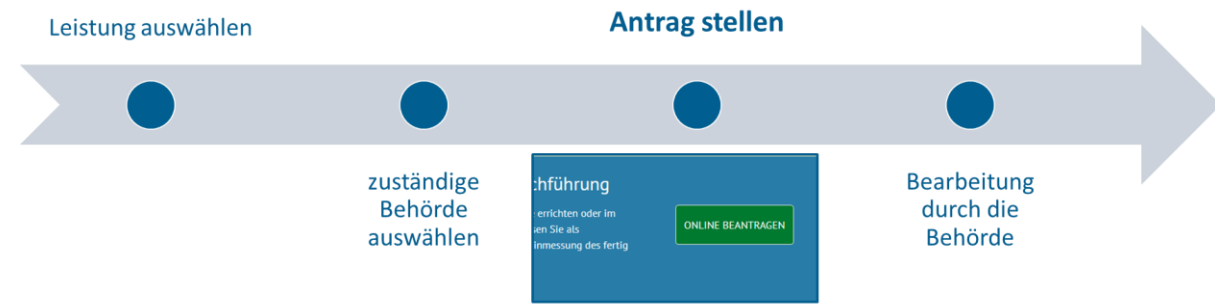 Leistung auswählen
Antrag stellen
zuständige
Behörde
auswählen
chführung
errichten oder im
sen Sie als
inmessung des fertig
ONLINE BEANTRAGEN
Bearbeitung
durch die
Behörde